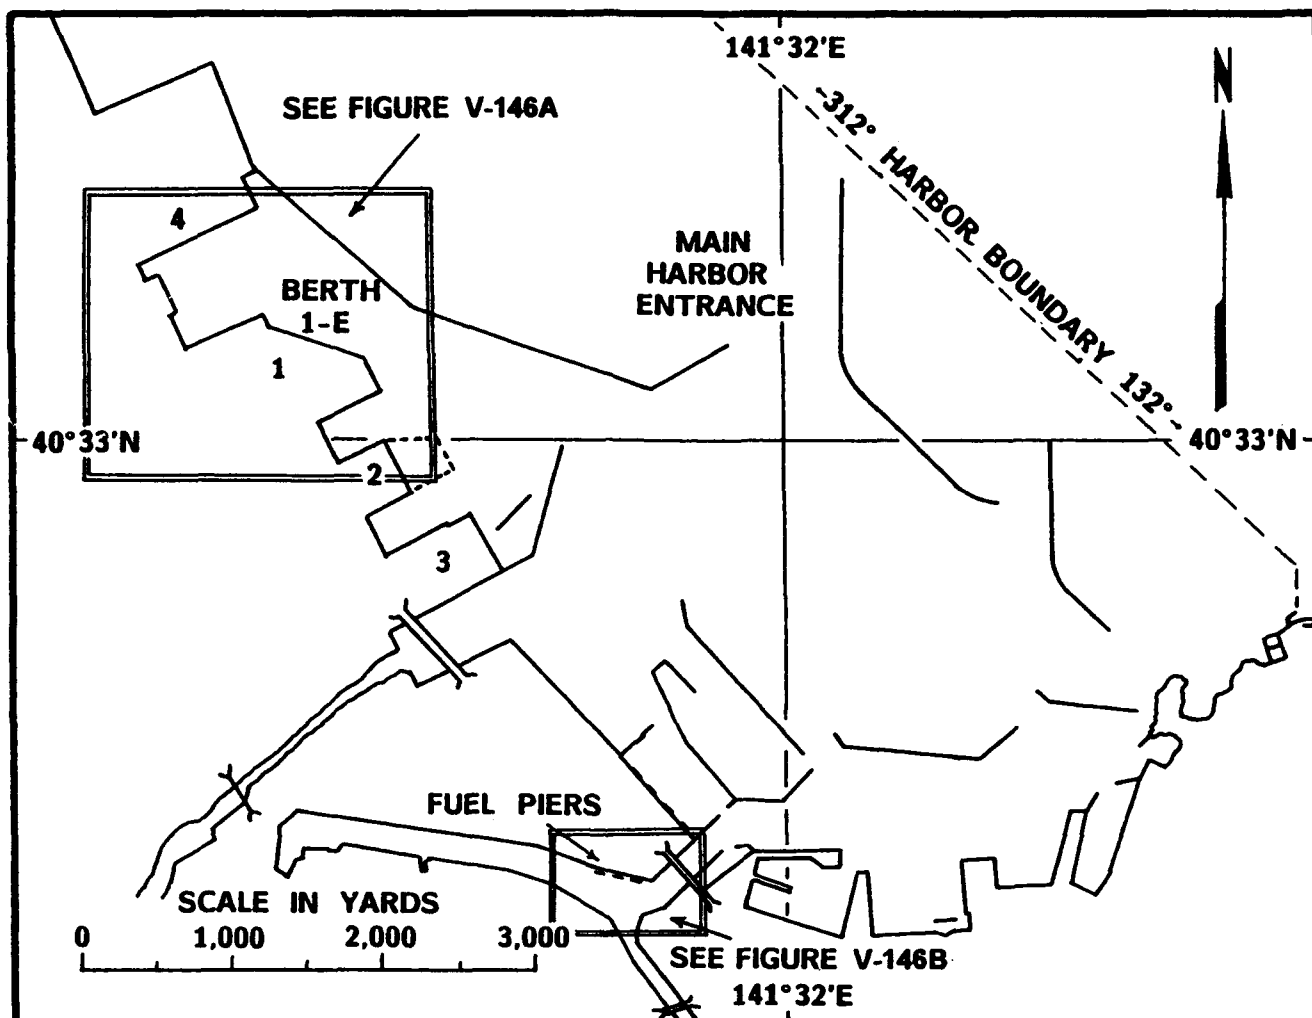 141°32'E
N
SEE FIGURE V-146A
-312° HARBOR BOUNDARY 132°-
4
MAIN
HARBOR
ENTRANCE
BERTH
1-E
1
40°33'N
40°33'N
2
3
FUEL PIERS
SCALE IN YARDS
0 1,000 2,000 3,000
SEE FIGURE V-146B
141°32'E